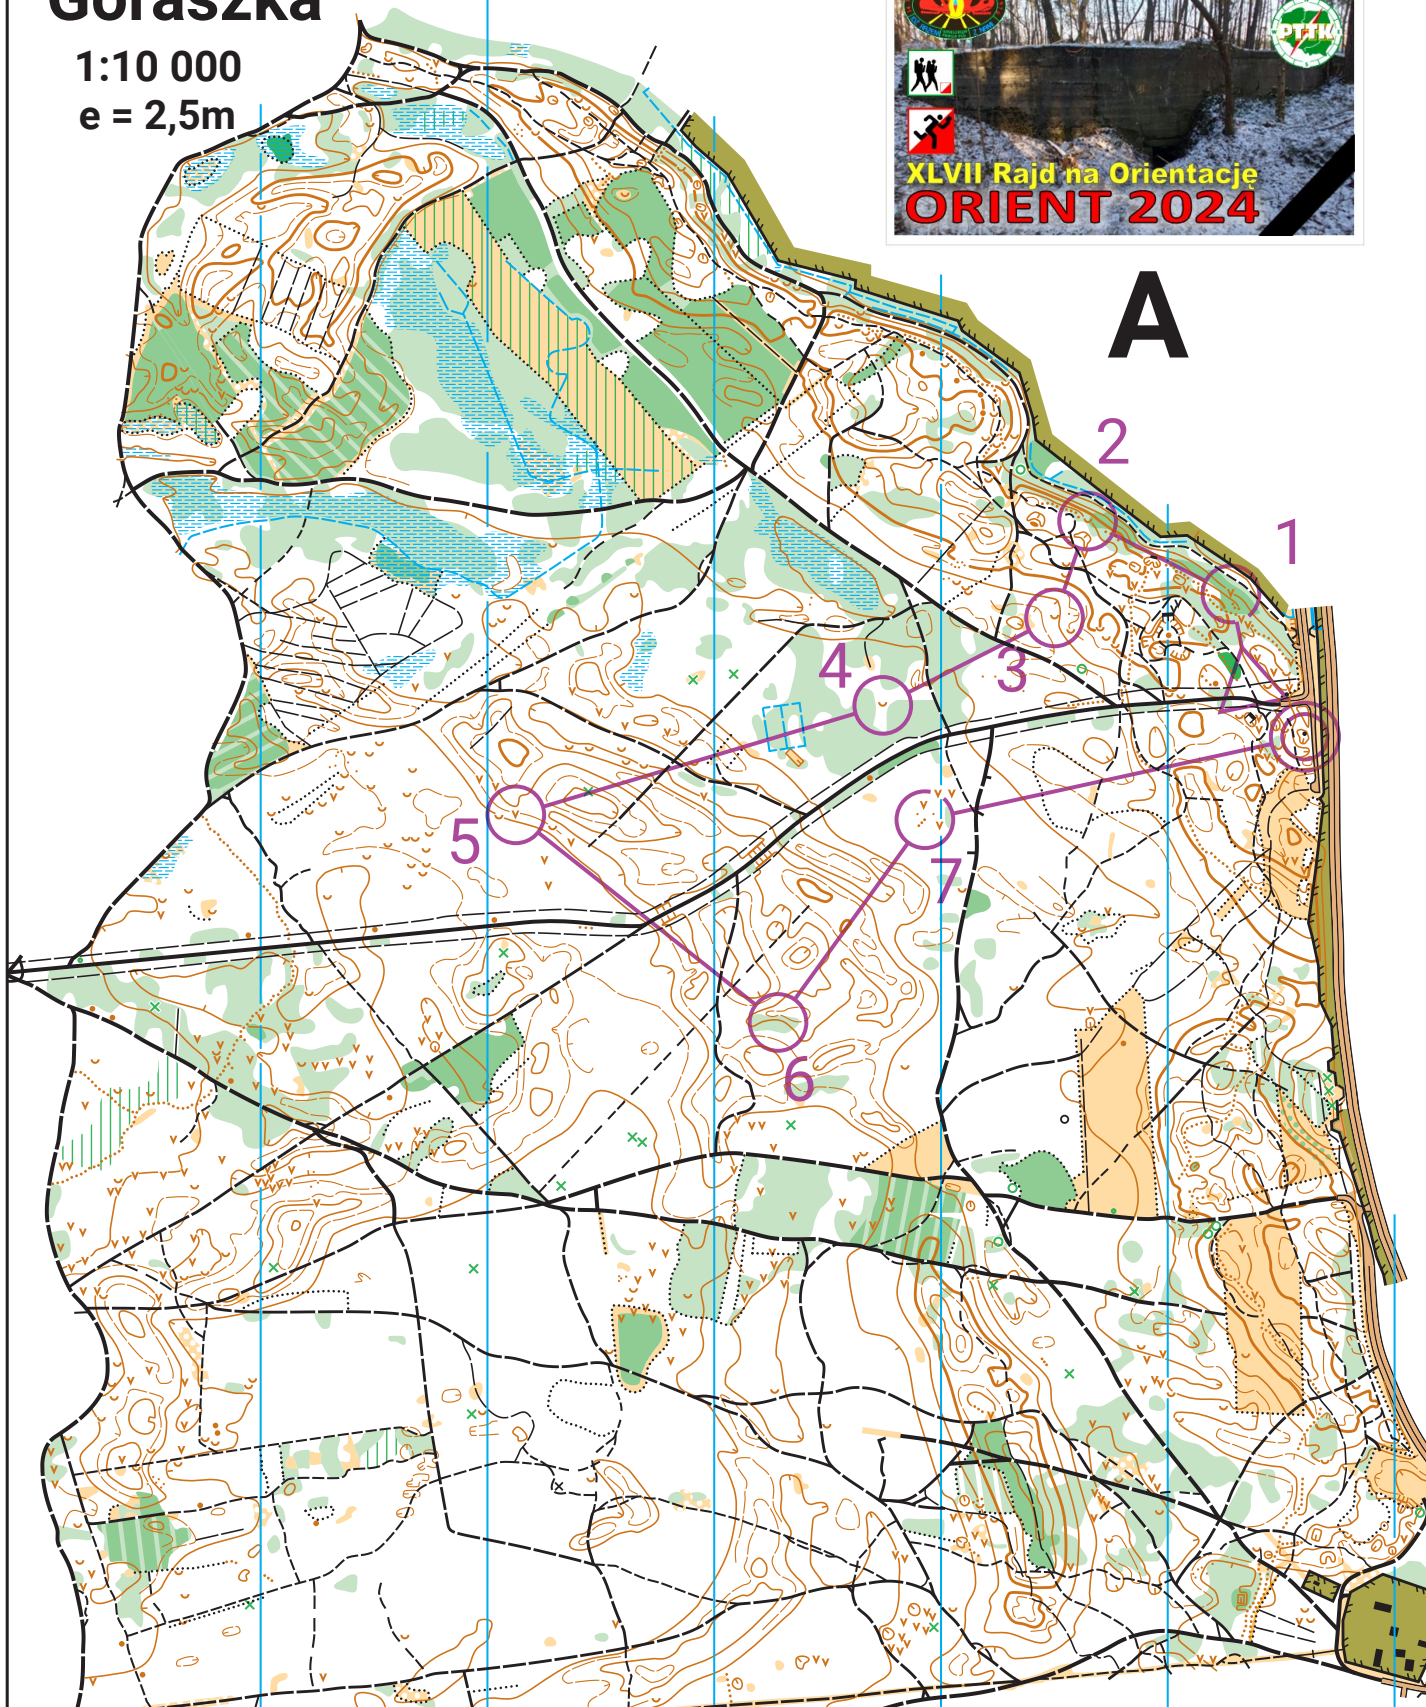 Góraszka
1:10 000
e = 2,5m
PTTK
XLVII Rajd na Orientację
ORIENT 2024
A
2
1
3
4
5
7
6